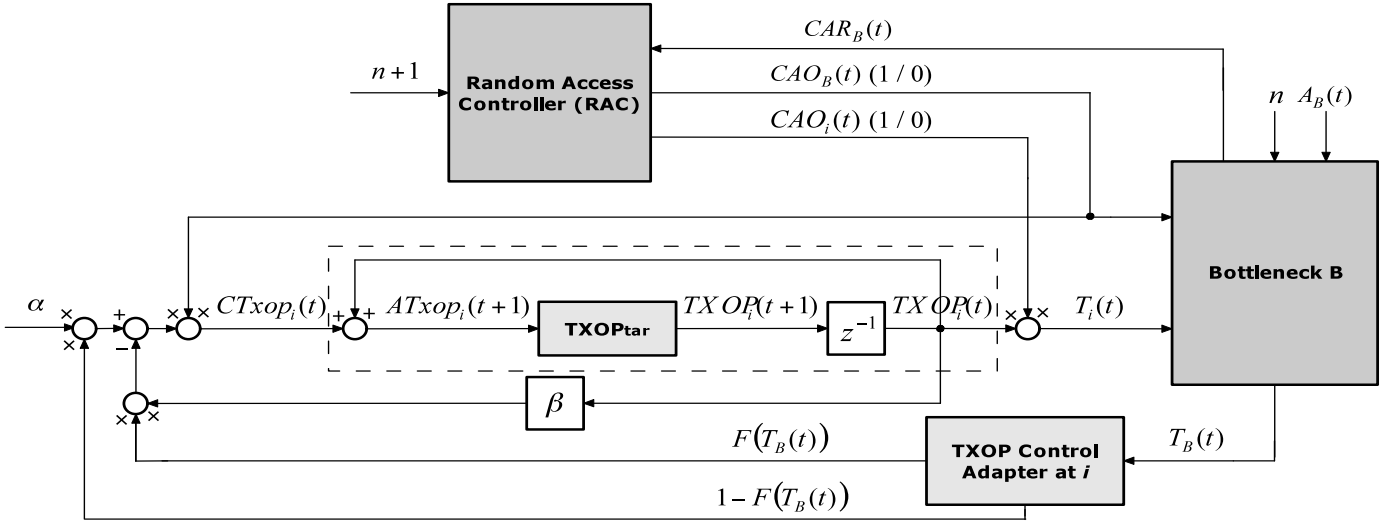 CAR_B(t)
n+1
Random Access
Controller (RAC)
CAO_B(t) (1 / 0)
CAO_i(t) (1 / 0)
n A_B(t)
Bottleneck B
α
× × + − × ×
CTxop_i(t)
+ +
ATxop_i(t+1)
TXOPtar
TXOP_i(t+1)
z^{-1}
TXOP_i(t)
× ×
T_i(t)
× ×
β
F(T_B(t))
TXOP Control
Adapter at i
T_B(t)
1−F(T_B(t))